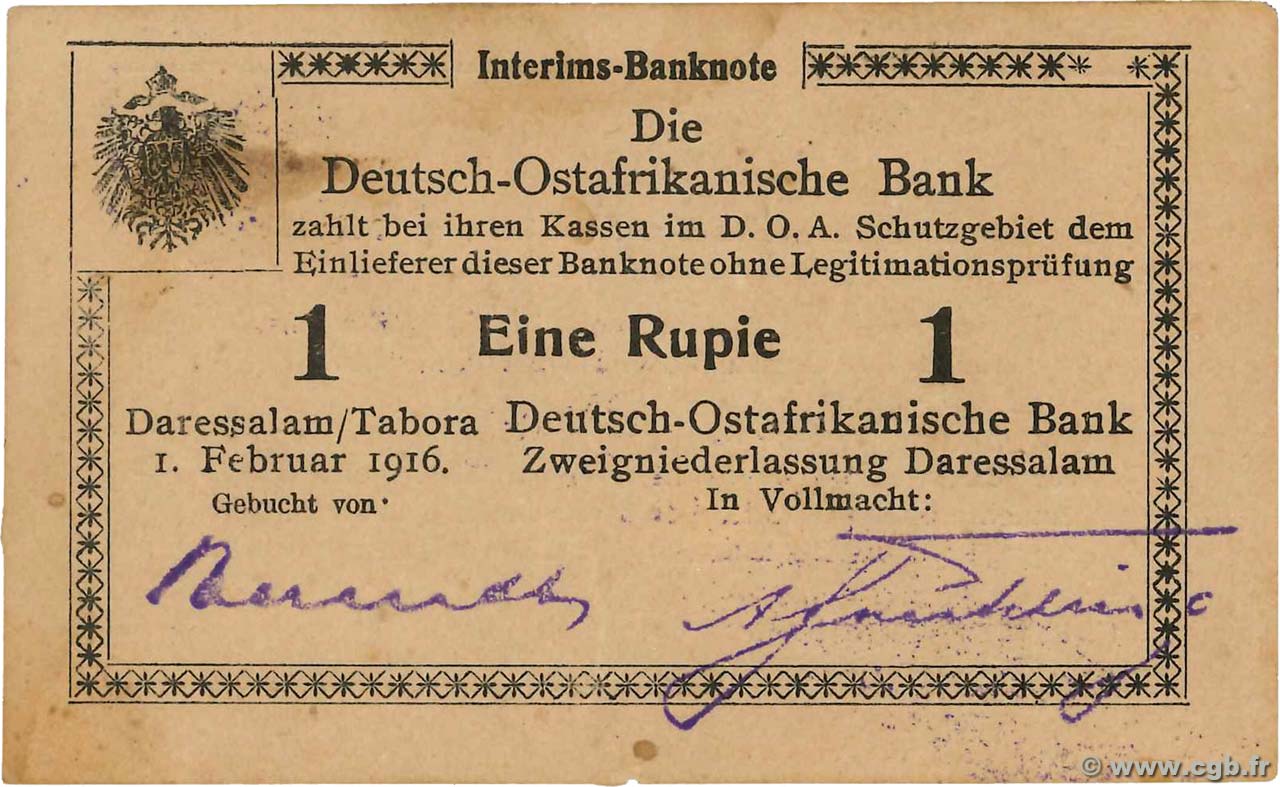 Interims-Banknote
Die
Deutsch-Ostafrikanische Bank
zahlt bei ihren Kassen im D. O. A. Schutzgebiet dem
Einlieferer dieser Banknote ohne Legitimationsprüfung
1 Eine Rupie 1
Daressalam/Tabora
1. Februar 1916.
Gebucht von·
Deutsch-Ostafrikanische Bank
Zweigniederlassung Daressalam
In Vollmacht:
© www.cgb.fr